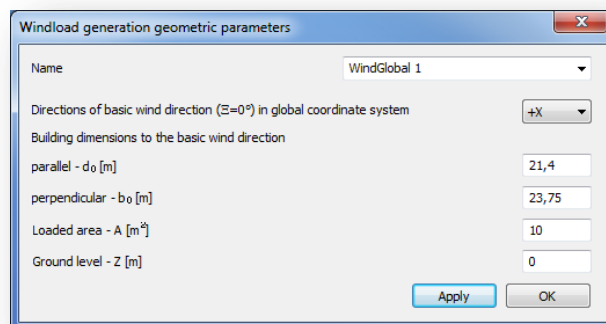 Windload generation geometric parameters
Name WindGlobal 1
Directions of basic wind direction (Ξ=0°) in global coordinate system +X
Building dimensions to the basic wind direction
parallel - d₀ [m] 21,4
perpendicular - b₀ [m] 23,75
Loaded area - A [m²] 10
Ground level - Z [m] 0
Apply OK